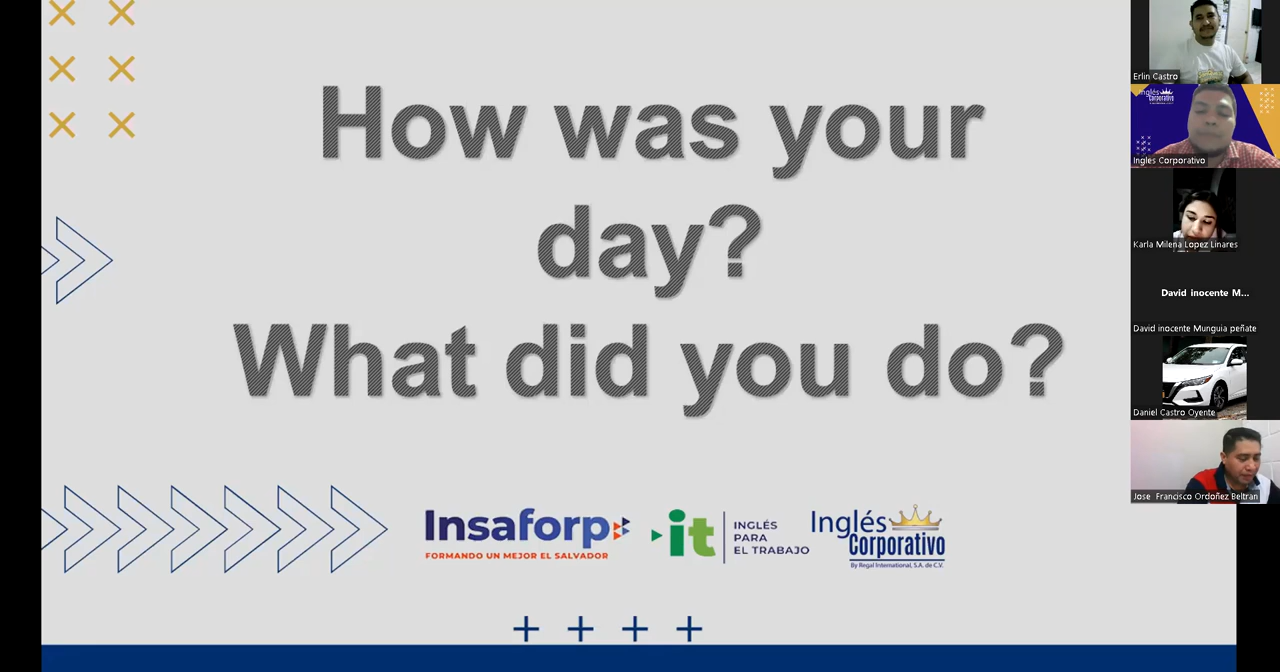 How was your
day?
What did you do?
Insaforp
FORMANDO UN MEJOR EL SALVADOR
it
INGLÉS
PARA
EL TRABAJO
Inglés
Corporativo
By Regal International, S.A. de C.V.
Erlin Castro
Inglés
Corporativo
Ingles Corporativo
Karla Milena Lopez Linares
David inocente M...
David inocente Munguia peñate
Daniel Castro Oyente
Jose Francisco Ordoñez Beltran